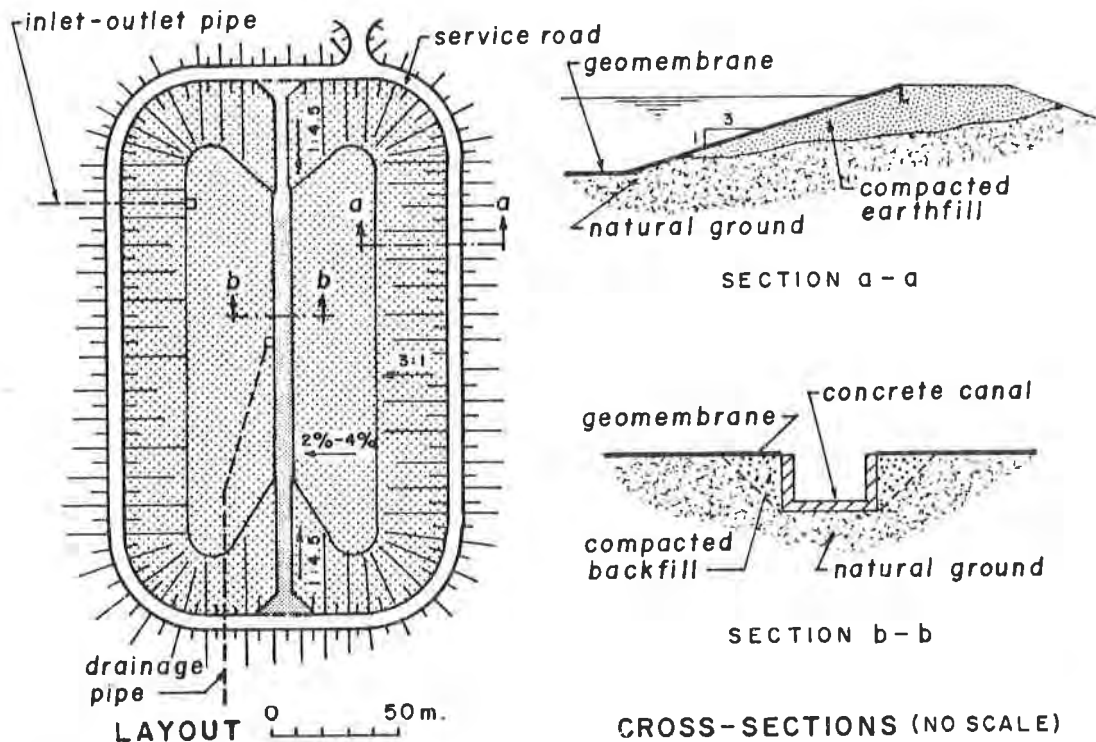 inlet-outlet pipe
service road
1:4.5
a
a
b
b
3:1
2%-4%
1:4.5
drainage
pipe
LAYOUT
0 50 m.
geomembrane
3
1
compacted
earthfill
natural ground
SECTION a-a
concrete canal
geomembrane
compacted
backfill
natural ground
SECTION b-b
CROSS-SECTIONS (NO SCALE)